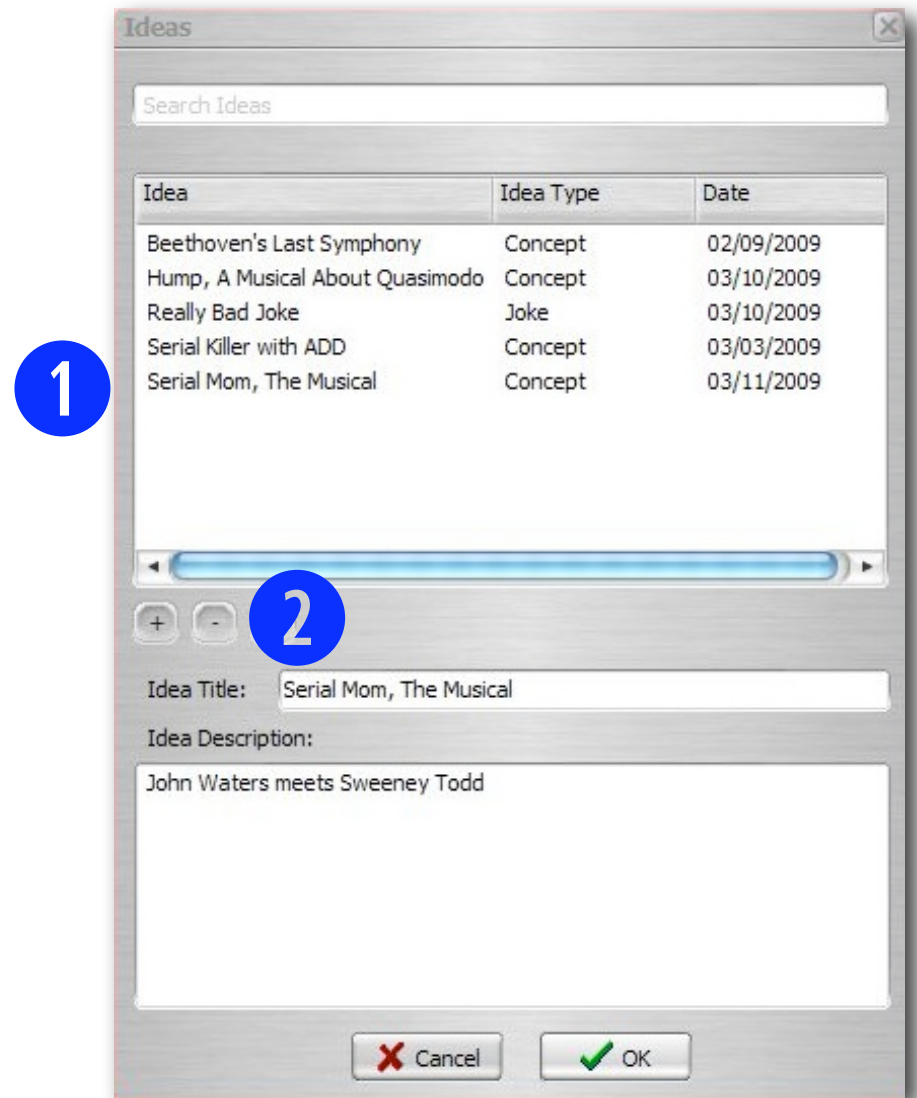 Ideas
Search Ideas
Idea Idea Type Date
Beethoven's Last Symphony Concept 02/09/2009
Hump, A Musical About Quasimodo Concept 03/10/2009
Really Bad Joke Joke 03/10/2009
Serial Killer with ADD Concept 03/03/2009
1
Serial Mom, The Musical Concept 03/11/2009
+ - 2
Idea Title: Serial Mom, The Musical
Idea Description:
John Waters meets Sweeney Todd
Cancel OK